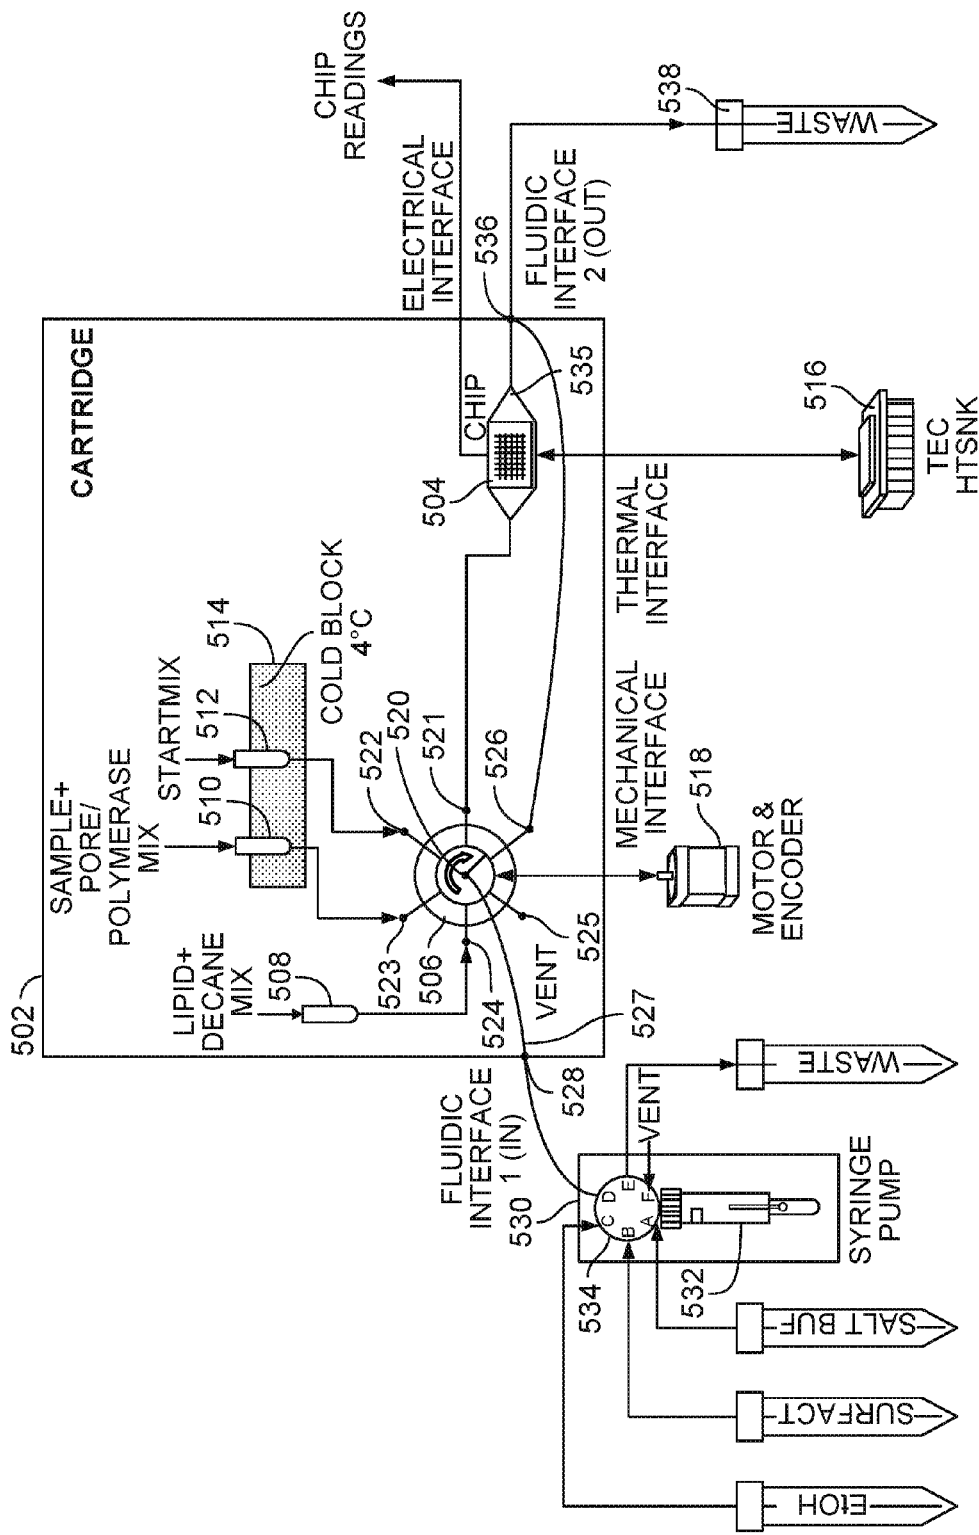 502
CARTRIDGE
SAMPLE+
PORE/
POLYMERASE
MIX
STARTMIX
510
512
514
COLD BLOCK
4°C
LIPID+
DECANE
MIX
508
523
506
524
VENT
522
520
521
526
525
527
528
CHIP
504
535
536
ELECTRICAL
INTERFACE
CHIP
READINGS
FLUIDIC
INTERFACE
2 (OUT)
538
WASTE
FLUIDIC
INTERFACE
1 (IN)
530
534
532
A
B
C
D
E
F
VENT
SYRINGE
PUMP
WASTE
MECHANICAL
INTERFACE
518
MOTOR &
ENCODER
THERMAL
INTERFACE
516
TEC
HTSNK
EtOH
SURFACT
SALT BUF